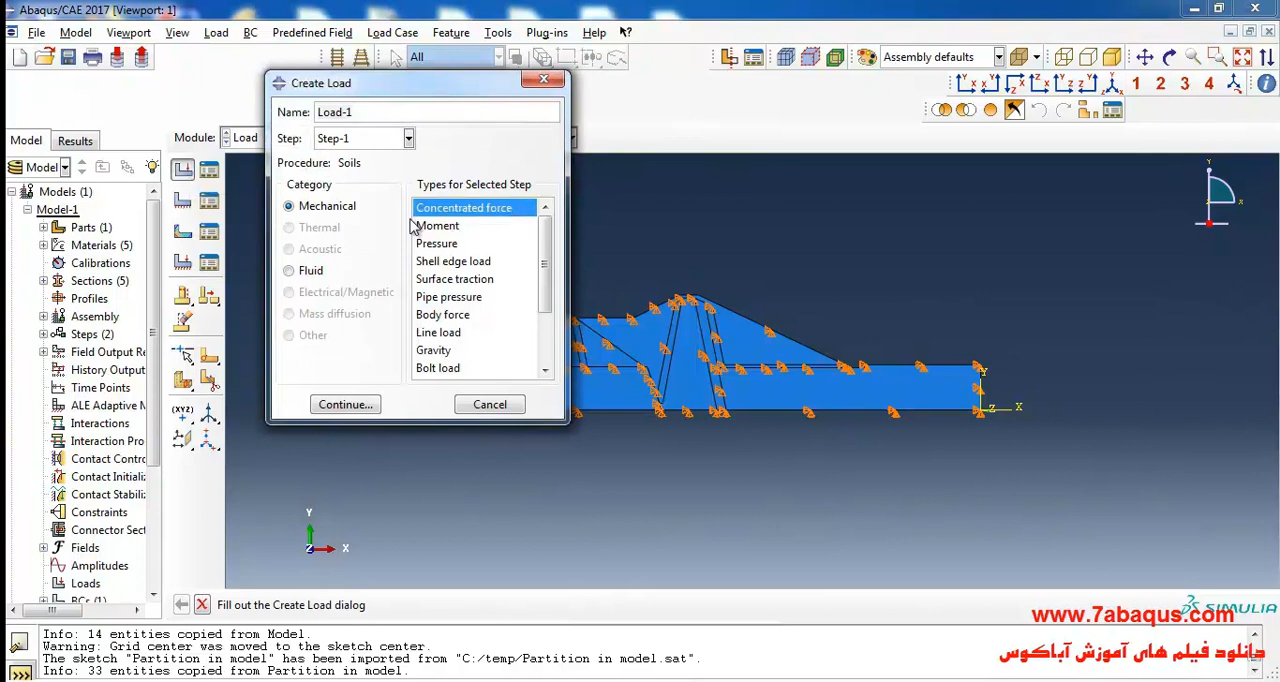 Abaqus/CAE 2017 [Viewport: 1]
File Model Viewport View Load BC Predefined Field Load Case Feature Tools Plug-ins Help
All Assembly defaults
1 2 3 4
Create Load
Name: Load-1
Step: Step-1
Procedure: Soils
Category
Mechanical
Thermal
Acoustic
Fluid
Electrical/Magnetic
Mass diffusion
Other
Types for Selected Step
Concentrated force
Moment
Pressure
Shell edge load
Surface traction
Pipe pressure
Body force
Line load
Gravity
Bolt load
Continue...
Cancel
Module: Load
Model Results
Model
Models (1)
Model-1
Parts (1)
Materials (5)
Calibrations
Sections (5)
Profiles
Assembly
Steps (2)
Field Output R
History Output
Time Points
ALE Adaptive M
Interactions
Interaction Pro
Contact Contro
Contact Initiali
Contact Stabiliz
Constraints
Connector Sect
Fields
Amplitudes
Loads
BCs (1)
(XYZ)
Y
X
Y
Z
X
Y
Z
X
Fill out the Create Load dialog
SIMULIA
www.7abaqus.com
دانلود فیلم های آموزش آباکوس
Info: 14 entities copied from Model.
Warning: Grid center was moved to the sketch center.
The sketch "Partition in model" has been imported from "C:/temp/Partition in model.sat".
Info: 33 entities copied from Partition in model.